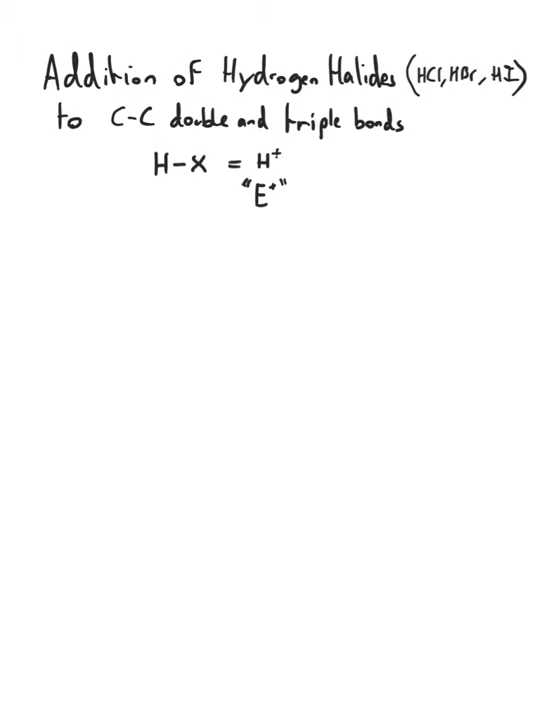 Addition of Hydrogen Halides (HCl, HBr, HI)
to C-C double and triple bonds
H-X = H+
"E+"